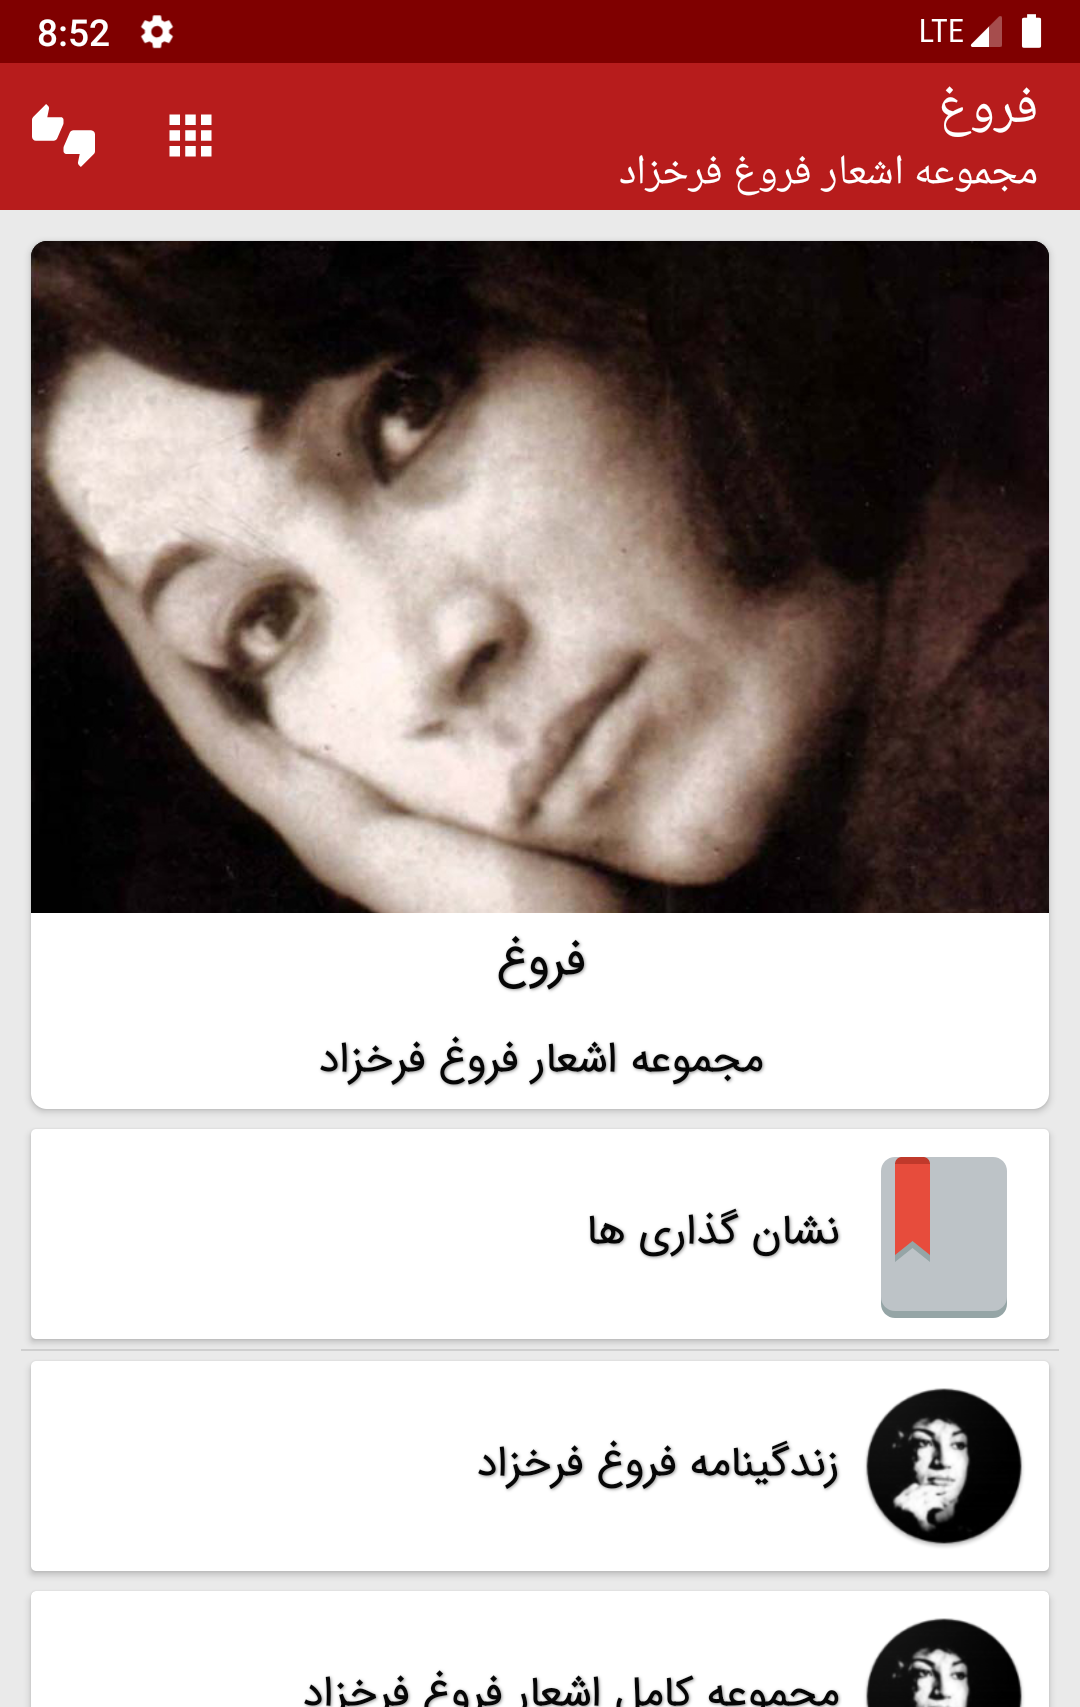 8:52 LTE
فروغ
مجموعه اشعار فروغ فرخزاد
فروغ
مجموعه اشعار فروغ فرخزاد
نشان گذاری ها
زندگینامه فروغ فرخزاد
مجموعه کامل اشعار فروغ فرخزاد